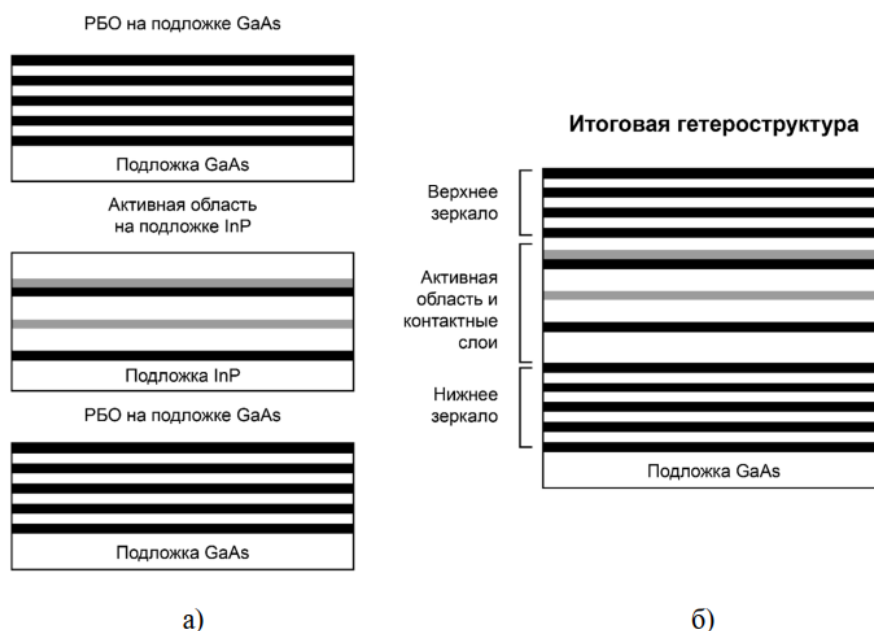 РБО на подложке GaAs
Подложка GaAs
Активная область
на подложке InP
Подложка InP
РБО на подложке GaAs
Подложка GaAs
а)
Итоговая гетероструктура
Верхнее
зеркало
Активная
область и
контактные
слои
Нижнее
зеркало
Подложка GaAs
б)